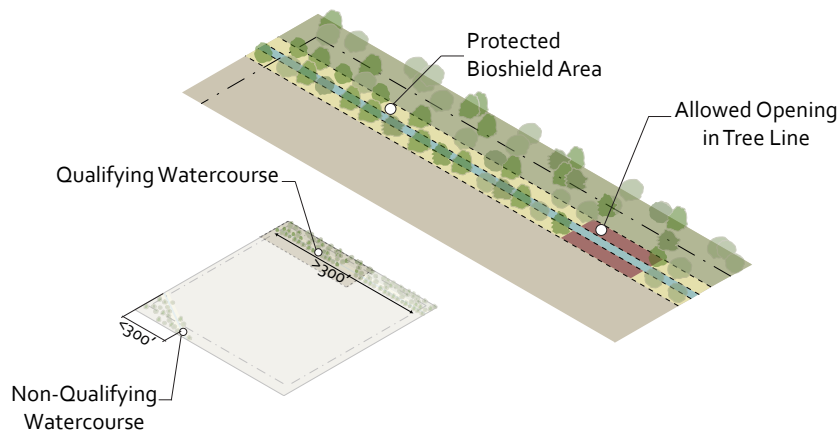 Protected
Bioshield Area
Allowed Opening
in Tree Line
Qualifying Watercourse
>300’
<300’
Non-Qualifying
Watercourse